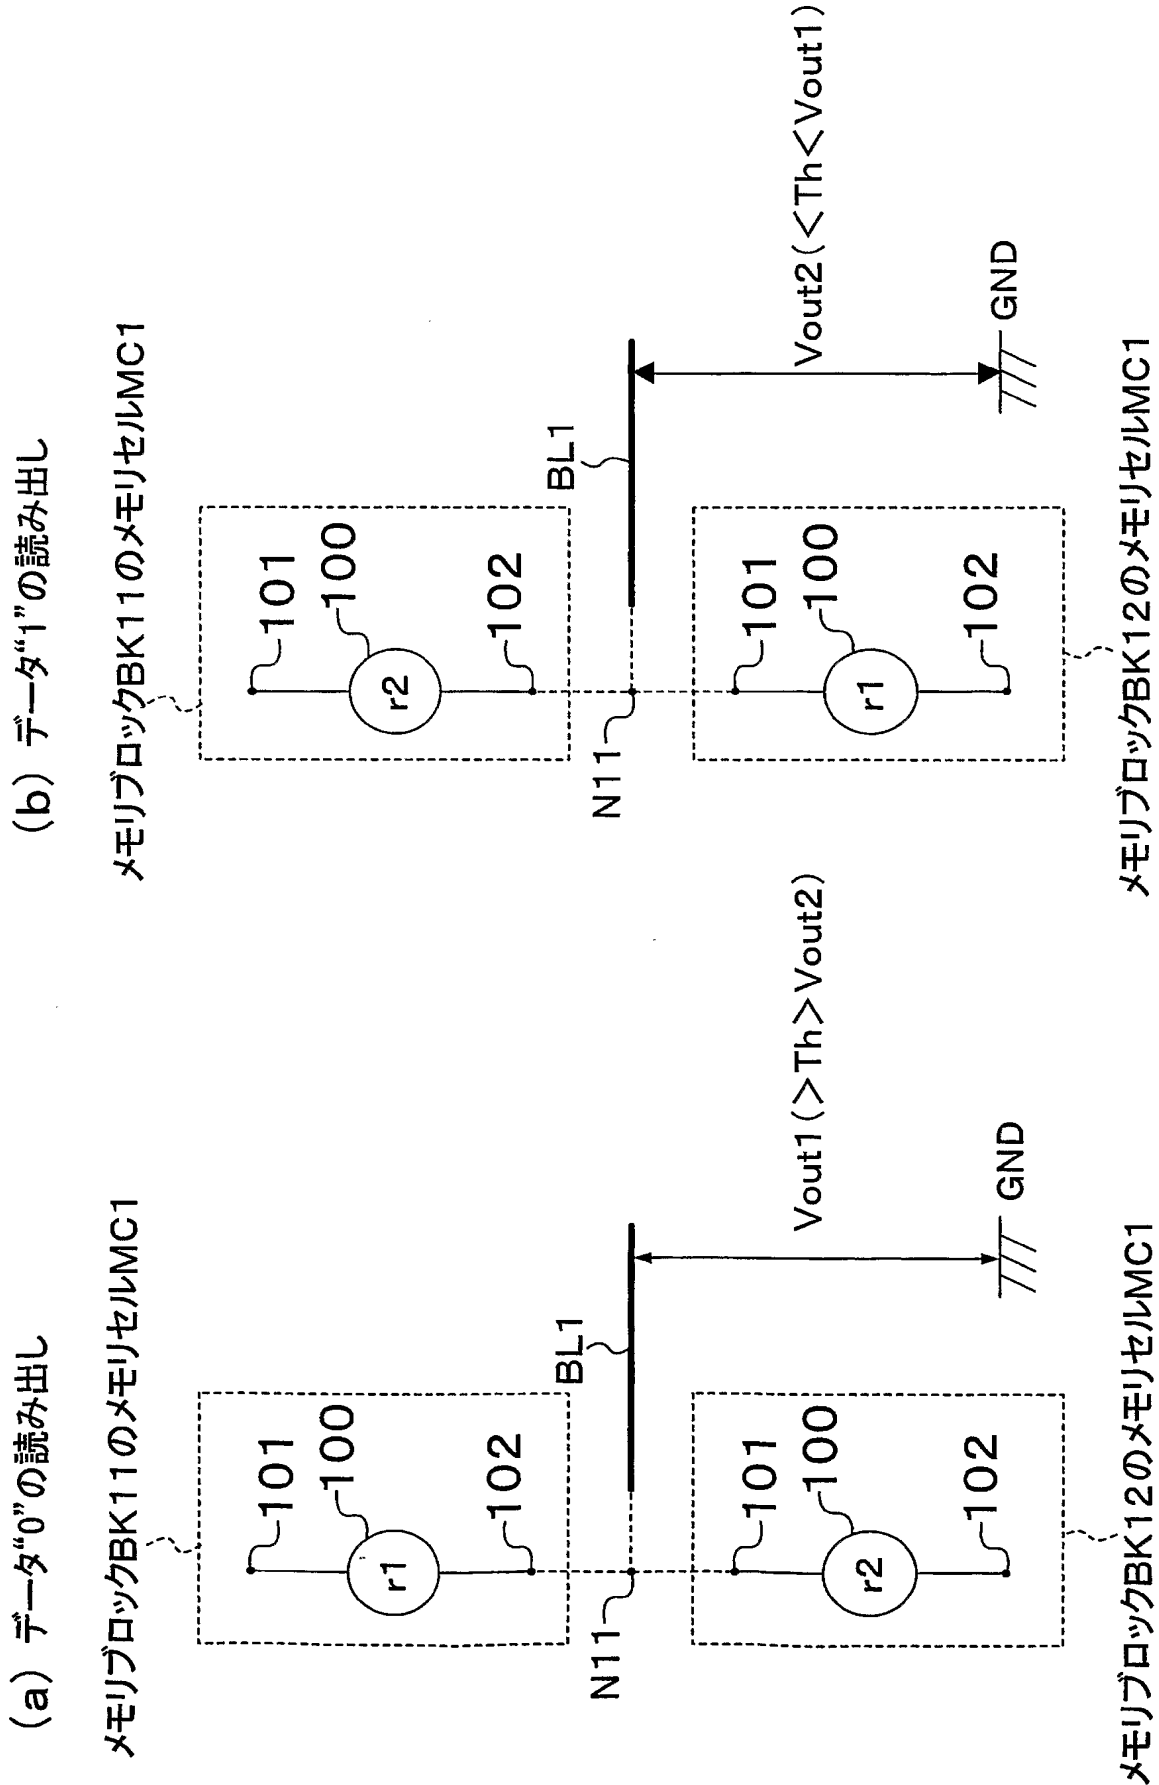 (a) データ“0”の読み出し
メモリブロックBK11のメモリセルMC1
101
100
r1
102
N11
BL1
101
100
r2
102
Vout1(>Th>Vout2)
GND
メモリブロックBK12のメモリセルMC1
(b) データ“1”の読み出し
メモリブロックBK11のメモリセルMC1
101
100
r2
102
N11
BL1
101
100
r1
102
Vout2(<Th<Vout1)
GND
メモリブロックBK12のメモリセルMC1